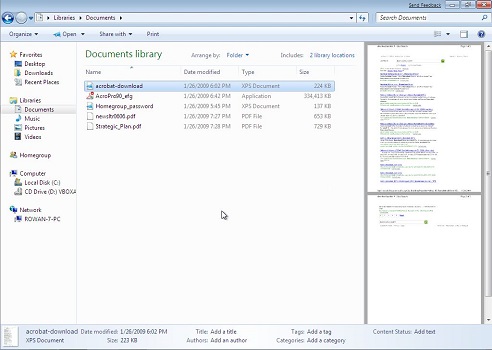 Send Feedback
Libraries ▸ Documents ▸
Search Documents
Organize ▾ Open ▾ Share with ▾ Print
Favorites
Desktop
Downloads
Recent Places
Libraries
Documents
Music
Pictures
Videos
Homegroup
Computer
Local Disk (C:)
CD Drive (D:) VBOXA
Network
ROWAN-7-PC
Documents library
Arrange by: Folder ▾
Includes: 2 library locations
Name Date modified Type Size
acrobat-download 1/26/2009 6:02 PM XPS Document 224 KB
AcroPro90_efg 1/26/2009 6:42 PM Application 334,413 KB
Homegroup_password 1/26/2009 5:45 PM XPS Document 137 KB
newsltr0606.pdf 1/26/2009 7:27 PM PDF File 653 KB
Strategic_Plan.pdf 1/26/2009 7:28 PM PDF File 729 KB
acrobat-download Date modified: 1/26/2009 6:02 PM Title: Add a title Tags: Add a tag Content Status: Add text
XPS Document Size: 223 KB Authors: Add an author Categories: Add a category